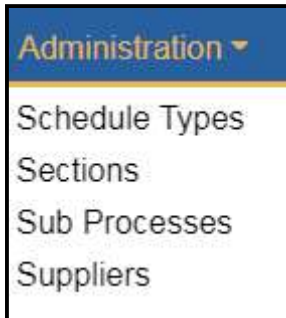 Administration
Schedule Types
Sections
Sub Processes
Suppliers